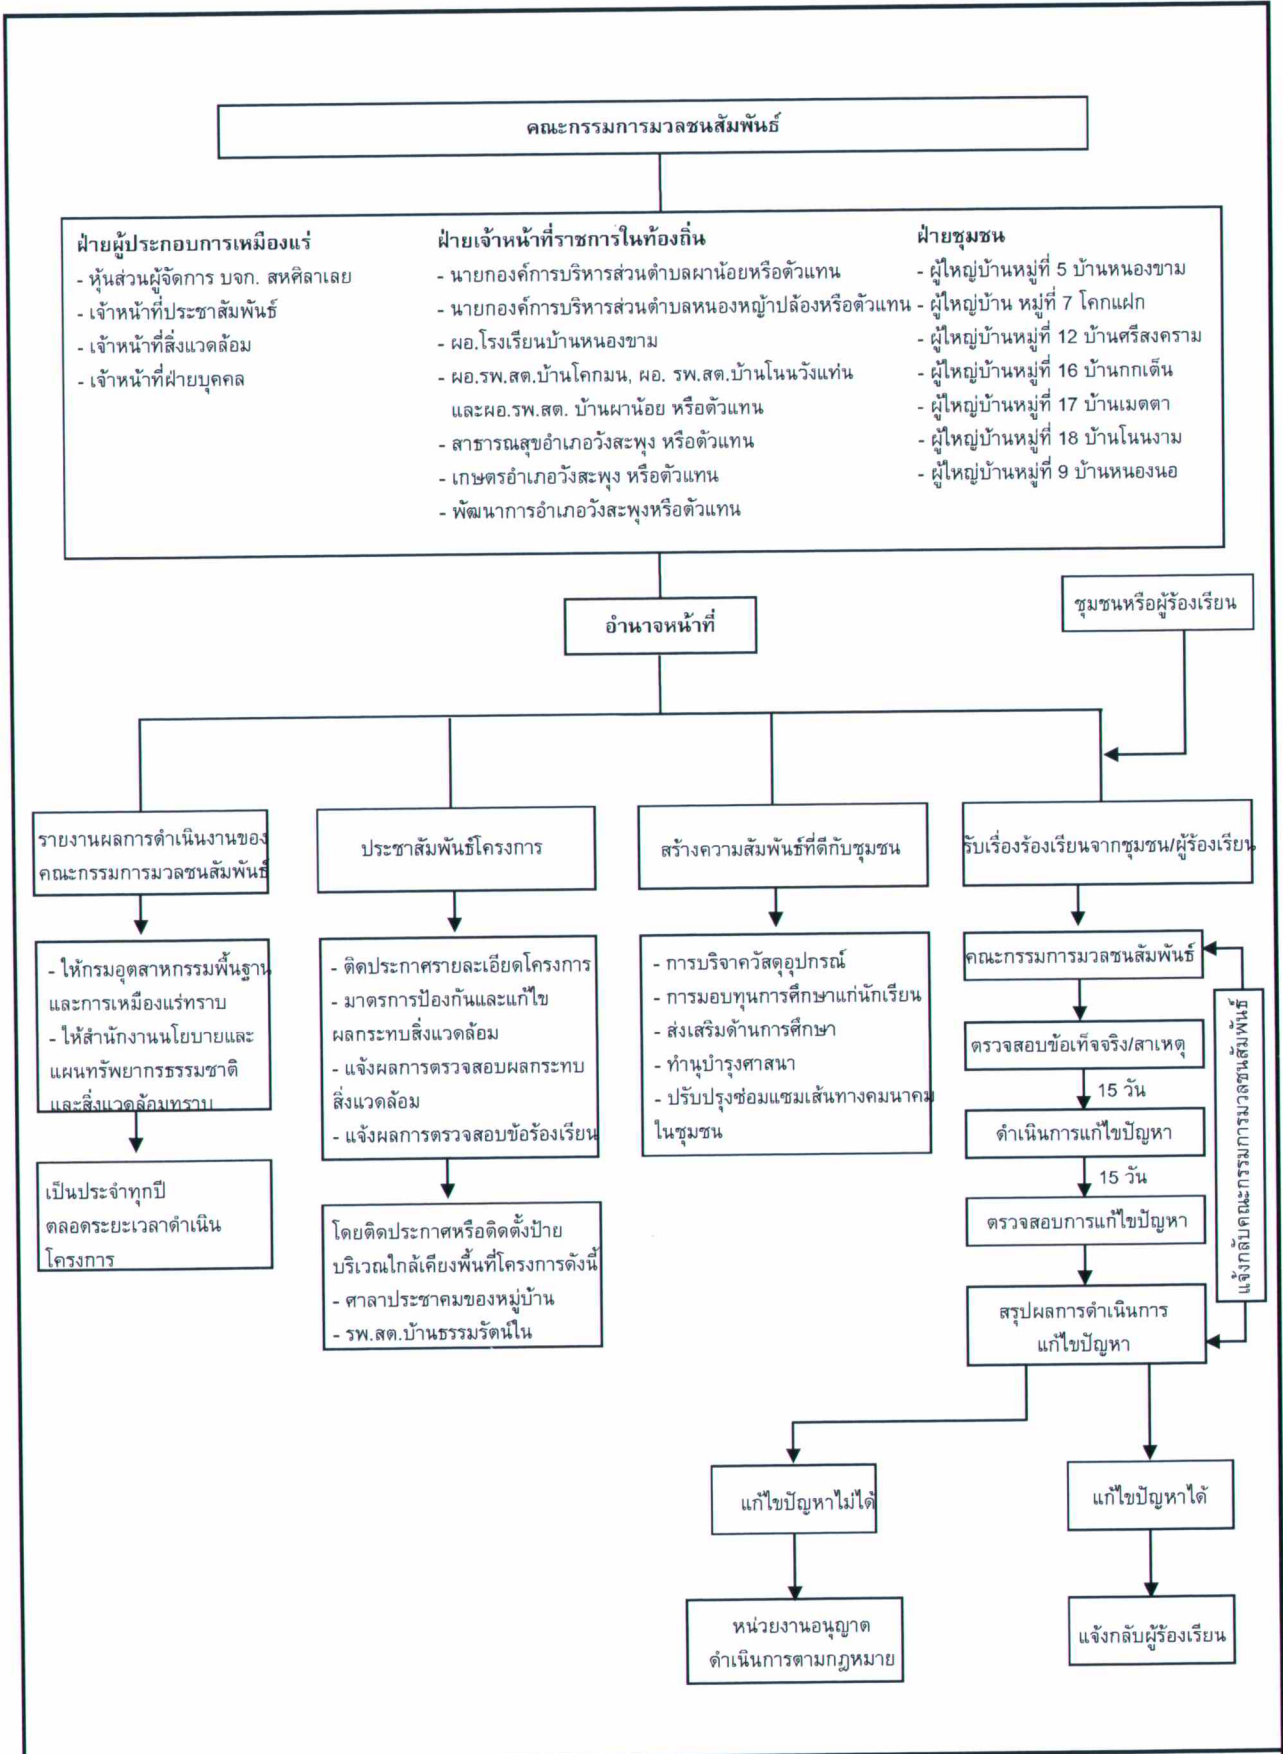 คณะกรรมการมวลชนสัมพันธ์
ฝ่ายผู้ประกอบการเหมืองแร่
- หุ้นส่วนผู้จัดการ บจก. สหศิลาเลย
- เจ้าหน้าที่ประชาสัมพันธ์
- เจ้าหน้าที่สิ่งแวดล้อม
- เจ้าหน้าที่ฝ่ายบุคคล
ฝ่ายเจ้าหน้าที่ราชการในท้องถิ่น
- นายกองค์การบริหารส่วนตำบลผาน้อยหรือตัวแทน
- นายกองค์การบริหารส่วนตำบลหนองหญ้าปล้องหรือตัวแทน
- ผอ.โรงเรียนบ้านหนองขาม
- ผอ.รพ.สต.บ้านโคกมน, ผอ. รพ.สต.บ้านโนนวังแท่น
และผอ.รพ.สต. บ้านผาน้อย หรือตัวแทน
- สาธารณสุขอำเภอวังสะพุง หรือตัวแทน
- เกษตรอำเภอวังสะพุง หรือตัวแทน
- พัฒนาการอำเภอวังสะพุงหรือตัวแทน
ฝ่ายชุมชน
- ผู้ใหญ่บ้านหมู่ที่ 5 บ้านหนองขาม
- ผู้ใหญ่บ้าน หมู่ที่ 7 โคกแฝก
- ผู้ใหญ่บ้านหมู่ที่ 12 บ้านศรีสงคราม
- ผู้ใหญ่บ้านหมู่ที่ 16 บ้านกกเต็น
- ผู้ใหญ่บ้านหมู่ที่ 17 บ้านเมตตา
- ผู้ใหญ่บ้านหมู่ที่ 18 บ้านโนนงาม
- ผู้ใหญ่บ้านหมู่ที่ 9 บ้านหนองนอ
อำนาจหน้าที่
ชุมชนหรือผู้ร้องเรียน
รายงานผลการดำเนินงานของ
คณะกรรมการมวลชนสัมพันธ์
- ให้กรมอุตสาหกรรมพื้นฐาน
และการเหมืองแร่ทราบ
- ให้สำนักงานนโยบายและ
แผนทรัพยากรธรรมชาติ
และสิ่งแวดล้อมทราบ
เป็นประจำทุกปี
ตลอดระยะเวลาดำเนิน
โครงการ
ประชาสัมพันธ์โครงการ
- ติดประกาศรายละเอียดโครงการ
- มาตรการป้องกันและแก้ไข
ผลกระทบสิ่งแวดล้อม
- แจ้งผลการตรวจสอบผลกระทบ
สิ่งแวดล้อม
- แจ้งผลการตรวจสอบข้อร้องเรียน
โดยติดประกาศหรือติดตั้งป้าย
บริเวณใกล้เคียงพื้นที่โครงการดังนี้
- ศาลาประชาคมของหมู่บ้าน
- รพ.สต.บ้านธรรมรัตน์ใน
สร้างความสัมพันธ์ที่ดีกับชุมชน
- การบริจาควัสดุอุปกรณ์
- การมอบทุนการศึกษาแก่นักเรียน
- ส่งเสริมด้านการศึกษา
- ทำนุบำรุงศาสนา
- ปรับปรุงซ่อมแซมเส้นทางคมนาคม
ในชุมชน
รับเรื่องร้องเรียนจากชุมชน/ผู้ร้องเรียน
คณะกรรมการมวลชนสัมพันธ์
ตรวจสอบข้อเท็จจริง/สาเหตุ
15 วัน
ดำเนินการแก้ไขปัญหา
15 วัน
ตรวจสอบการแก้ไขปัญหา
สรุปผลการดำเนินการ
แก้ไขปัญหา
แจ้งกลับคณะกรรมการมวลชนสัมพันธ์
แก้ไขปัญหาไม่ได้
แก้ไขปัญหาได้
หน่วยงานอนุญาต
ดำเนินการตามกฎหมาย
แจ้งกลับผู้ร้องเรียน